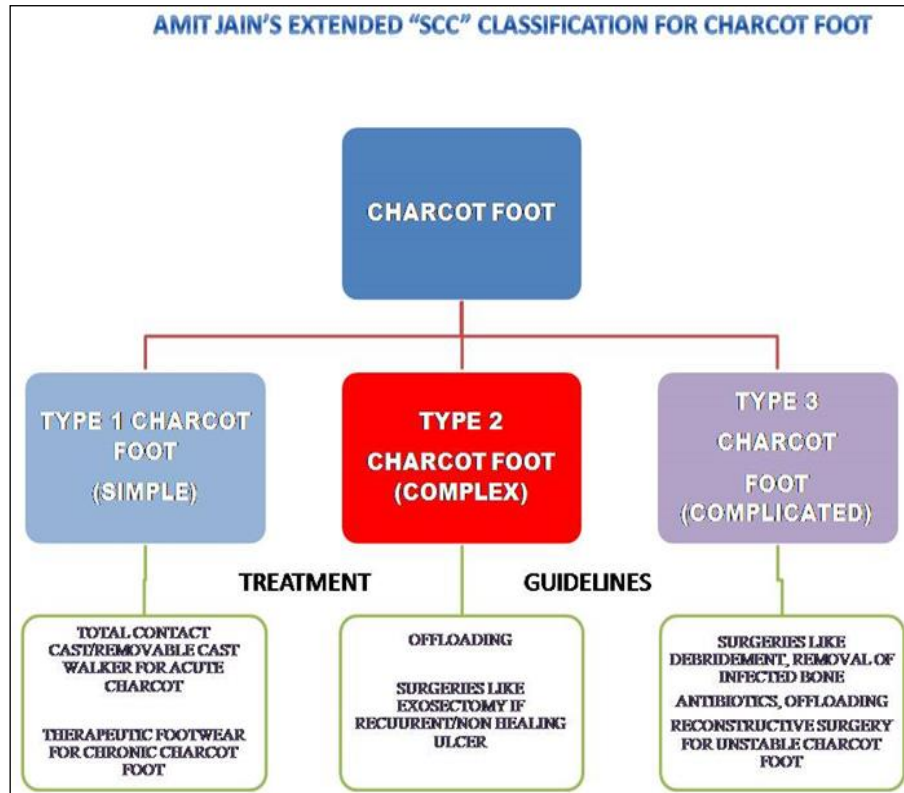 AMIT JAIN'S EXTENDED "SCC" CLASSIFICATION FOR CHARCOT FOOT
CHARCOT FOOT
TYPE 1 CHARCOT
FOOT
(SIMPLE)
TYPE 2
CHARCOT FOOT
(COMPLEX)
TYPE 3
CHARCOT
FOOT
(COMPLICATED)
TREATMENT GUIDELINES
TOTAL CONTACT
CAST/REMOVABLE CAST
WALKER FOR ACUTE
CHARCOT
THERAPEUTIC FOOTWEAR
FOR CHRONIC CHARCOT
FOOT
OFFLOADING
SURGERIES LIKE
EXOSECTOMY IF
RECUURENT/NON HEALING
ULCER
SURGERIES LIKE
DEBRIDEMENT, REMOVAL OF
INFECTED BONE
ANTIBIOTICS, OFFLOADING
RECONSTRUCTIVE SURGERY
FOR UNSTABLE CHARCOT
FOOT